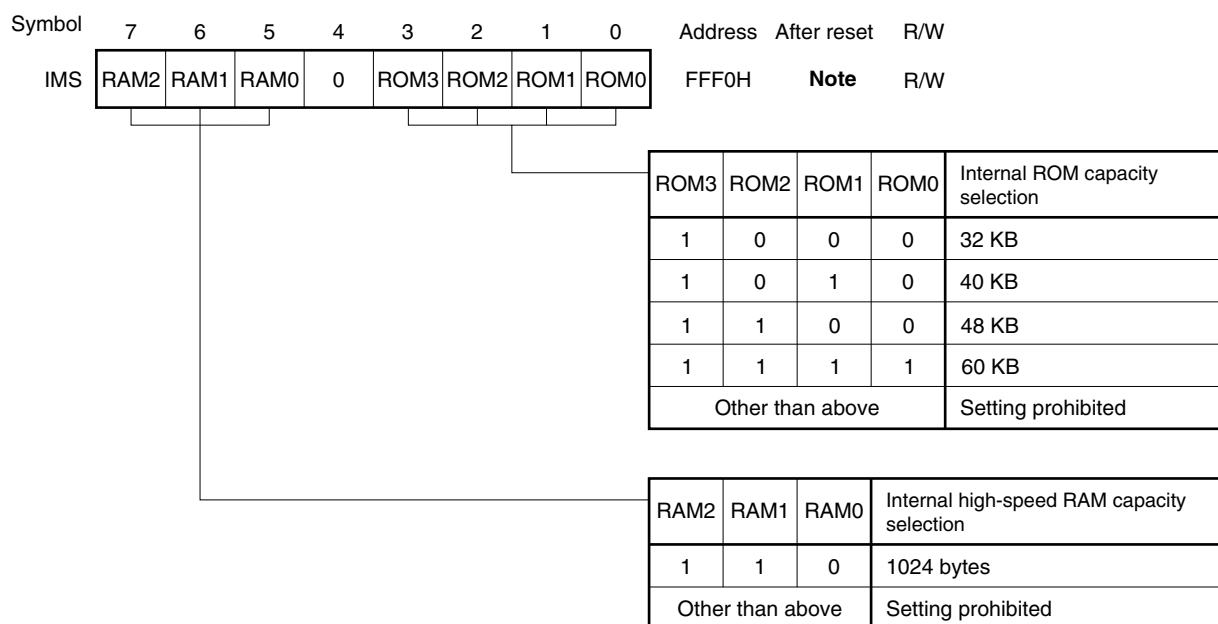 Symbol 7 6 5 4 3 2 1 0 Address After reset R/W
IMS RAM2 RAM1 RAM0 0 ROM3 ROM2 ROM1 ROM0 FFF0H Note R/W
ROM3 ROM2 ROM1 ROM0 Internal ROM capacity
selection
1 0 0 0 32 KB
1 0 1 0 40 KB
1 1 0 0 48 KB
1 1 1 1 60 KB
Other than above Setting prohibited
RAM2 RAM1 RAM0 Internal high-speed RAM capacity
selection
1 1 0 1024 bytes
Other than above Setting prohibited